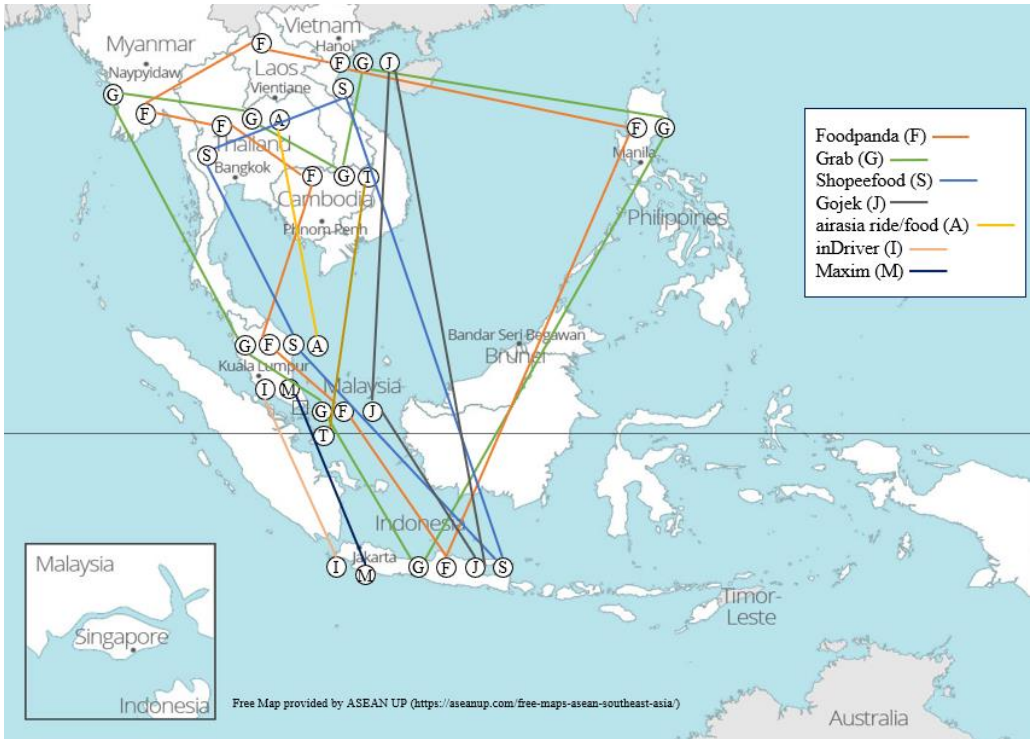 Vietnam
Hanoi
Myanmar
Naypyidaw
Laos
Vientiane
F
F G J
S
G
F
F
G A
Thailand
S
Bangkok
F G T
Cambodia
Phnom Penh
F G
Manila
Philippines
Foodpanda (F)
Grab (G)
Shopeefood (S)
Gojek (J)
airasia ride/food (A)
inDriver (I)
Maxim (M)
Bandar Seri Begawan
Brunei
G F S A
Kuala Lumpur
I M
Malaysia
G F J
T
Indonesia
Jakarta
I M G F J S
Timor-
Leste
Malaysia
Singapore
Indonesia
Free Map provided by ASEAN UP (https://aseanup.com/free-maps-asean-southeast-asia/)
Australia